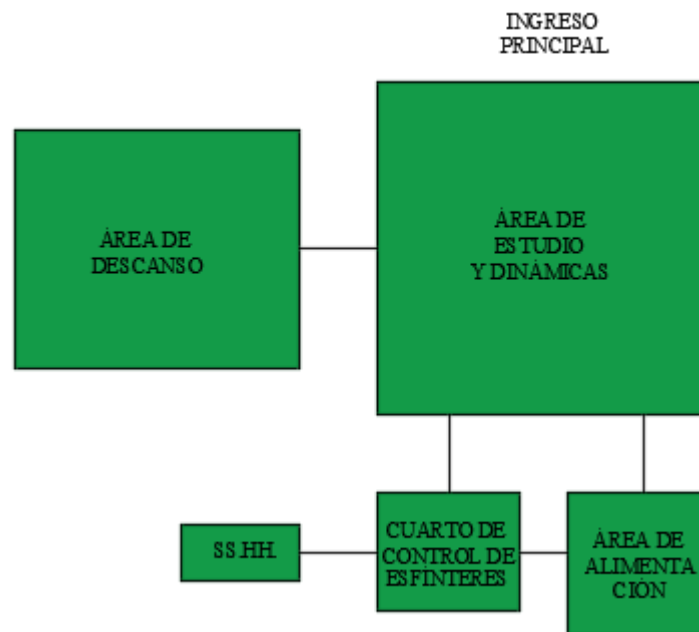 INGRESO
PRINCIPAL
ÁREA DE
DESCANSO
ÁREA DE
ESTUDIO
Y DINÁMICAS
SS.HH.
CUARTO DE
CONTROL DE
ESFÍNTERES
ÁREA DE
ALIMENTA
CIÓN